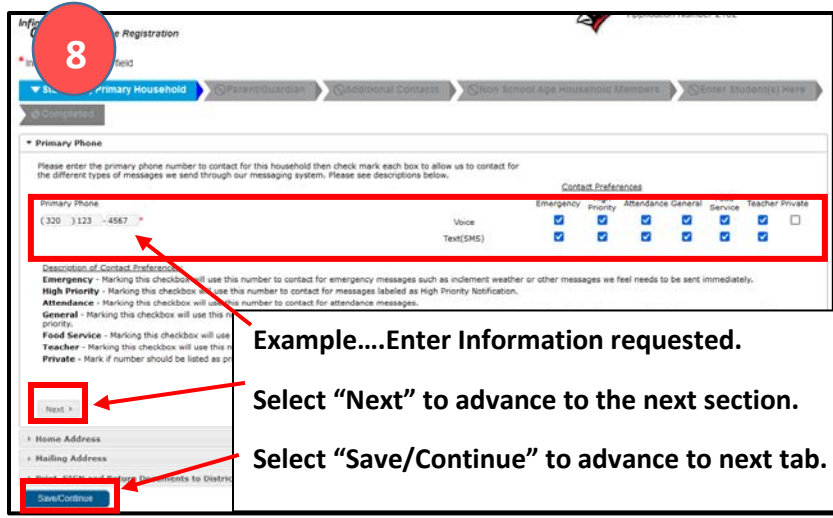 e Registration
8
field
Primary Household
Parent/Guardian
Additional Contacts
Non School Age Household Members
Enter Student(s) Here
Completed
Primary Phone
Please enter the primary phone number to contact for this household then check mark each box to allow us to contact for
the different types of messages we send through our messaging system. Please see descriptions below.
Contact Preferences
Primary Phone
Emergency Priority Attendance General Service Teacher Private
( 320 ) 123 - 4567 *
Voice
Text(SMS)
Description of Contact Preferences
Emergency - Marking this checkbox will use this number to contact for emergency messages such as inclement weather or other messages we feel needs to be sent immediately.
High Priority - Marking this checkbox will use this number to contact for messages labeled as High Priority Notification.
Attendance - Marking this checkbox will use this number to contact for attendance messages.
General - Marking this checkbox will use this
priority.
Food Service - Marking this checkbox will use
Teacher - Marking this checkbox will use this
Private - Mark if number should be listed as
Example....Enter Information requested.
Select “Next” to advance to the next section.
Select “Save/Continue” to advance to next tab.
Next
Home Address
Mailing Address
Documents to
Save/Continue